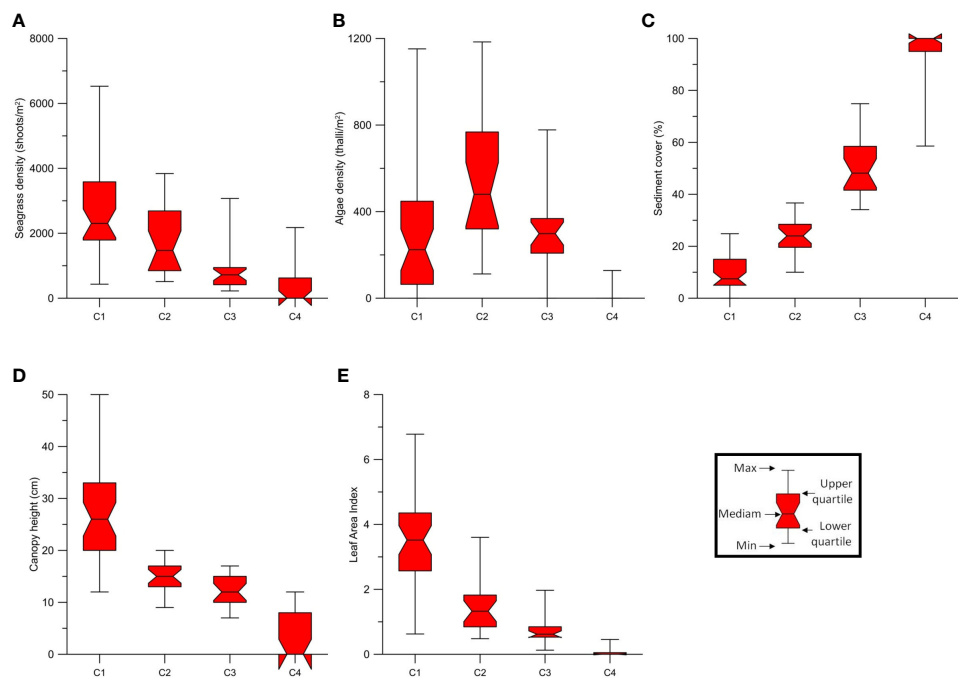 A
Seagrass density (shoots/m²)
8000
6000
4000
2000
0
C1 C2 C3 C4
B
Algae density (thalli/m²)
1200
800
400
0
C1 C2 C3 C4
C
Sediment cover (%)
100
80
60
40
20
0
C1 C2 C3 C4
D
Canopy height (cm)
50
40
30
20
10
0
C1 C2 C3 C4
E
Leaf Area Index
8
6
4
2
0
C1 C2 C3 C4
Max
Upper
quartile
Mediam
Lower
quartile
Min